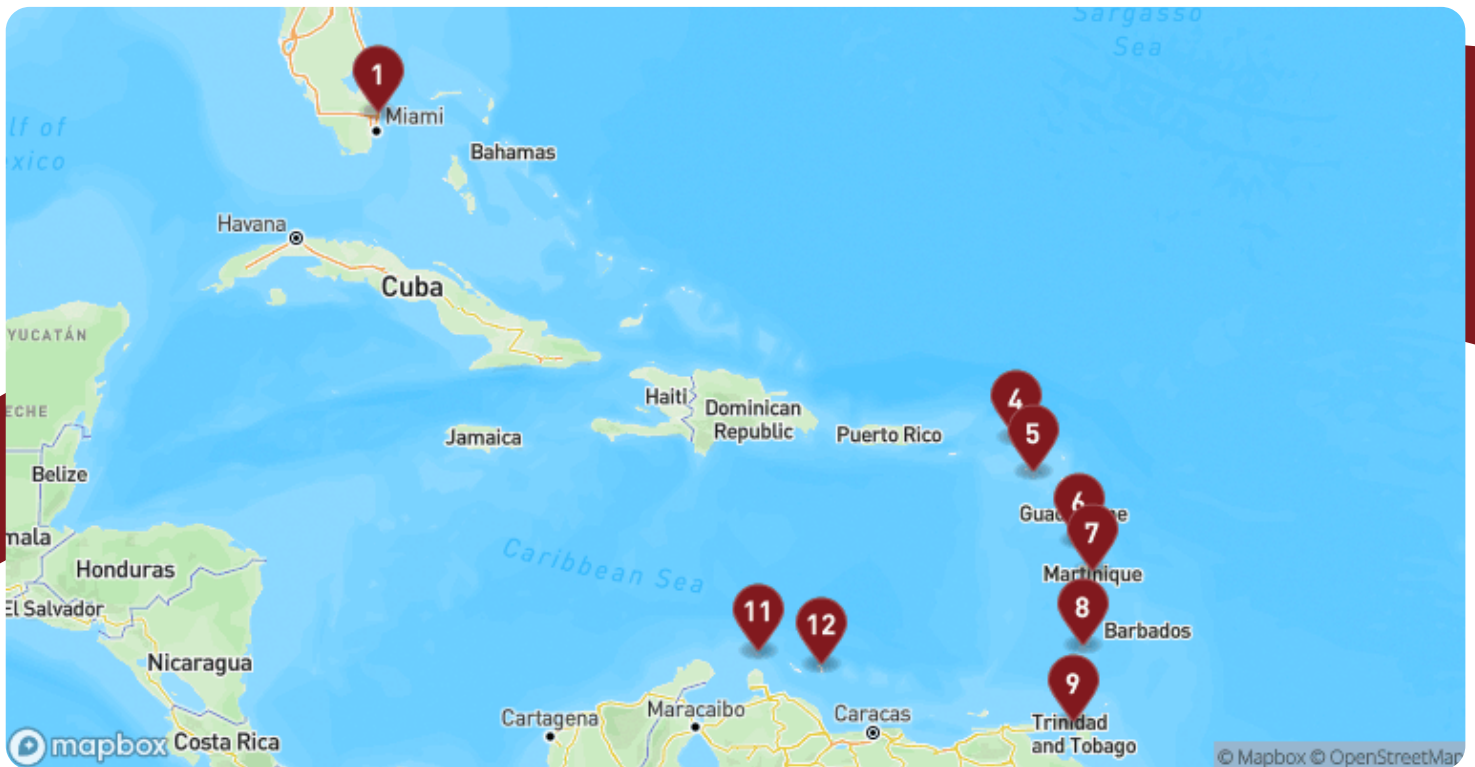 Sargasso
Sea
1
Miami
lf of
exico
Bahamas
Havana
Cuba
YUCATÁN
ECHE
Haiti
Dominican
Republic
Puerto Rico
Jamaica
4
5
Belize
mala
Honduras
El Salvador
Nicaragua
Costa Rica
Caribbean Sea
6
Guad
ne
7
Martinique
8
Barbados
11
12
9
Trinidad
and Tobago
Cartagena
Maracaibo
Caracas
mapbox
© Mapbox © OpenStreetMap